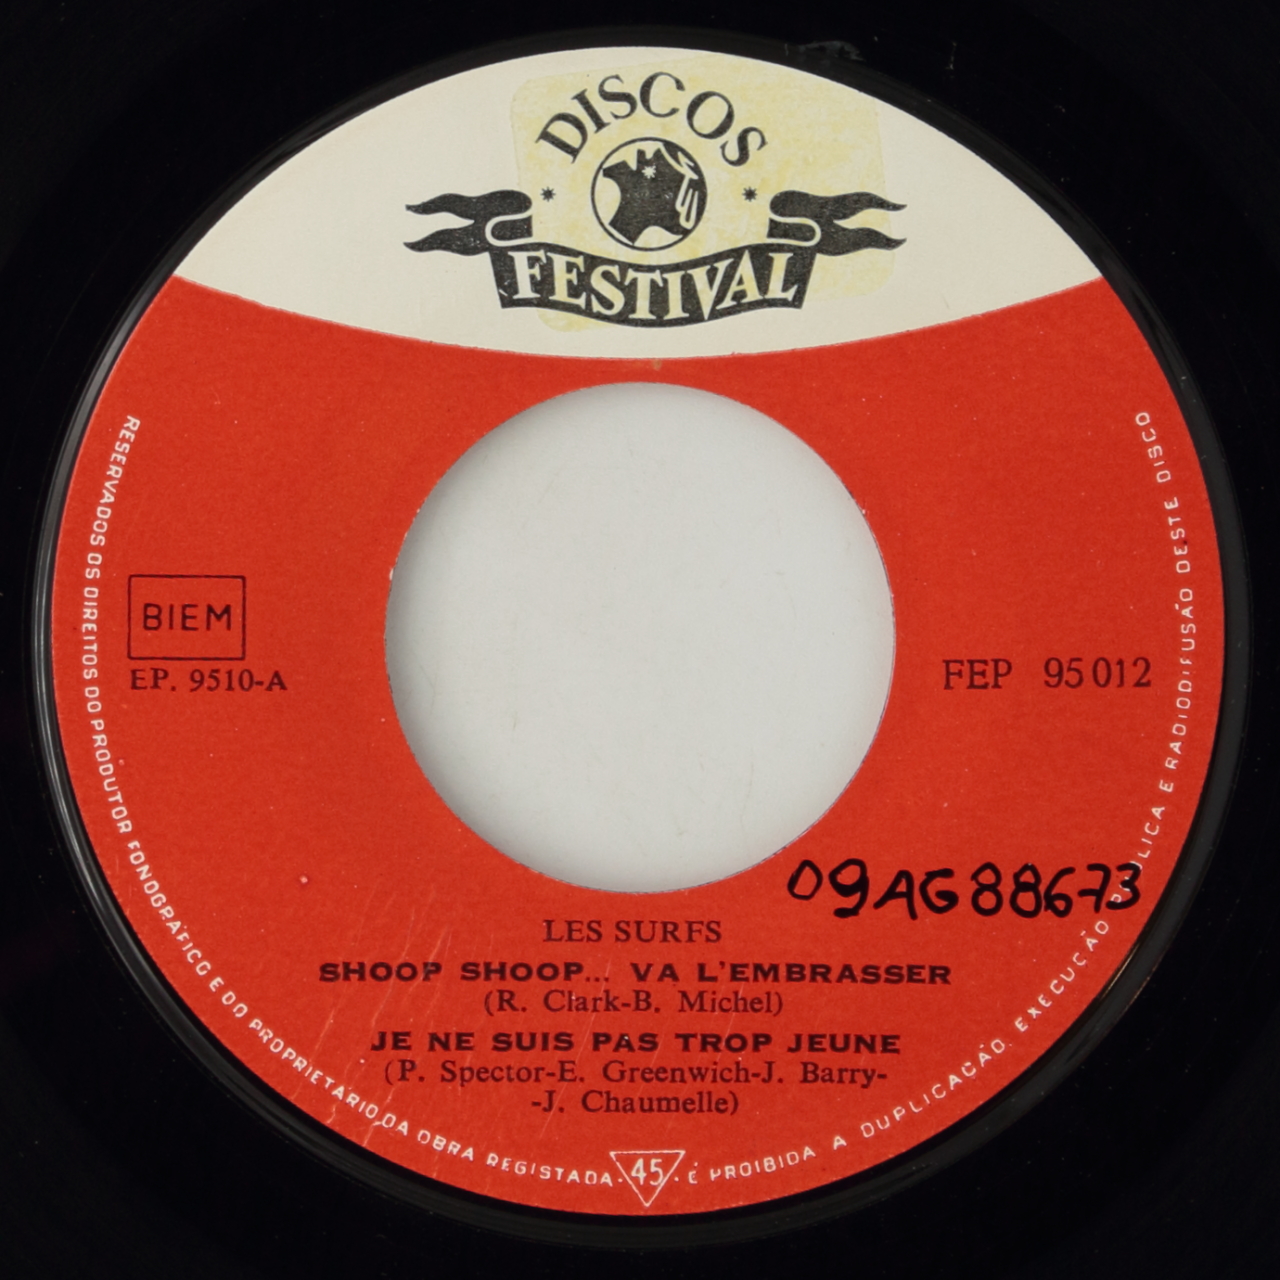 DISCOS
FESTIVAL
BIEM
EP. 9510-A
FEP 95012
09AG88673
LES SURFS
SHOOP SHOOP... VA L'EMBRASSER
(R. Clark-B. Michel)
JE NE SUIS PAS TROP JEUNE
(P. Spector-E. Greenwich-J. Barry-
-J. Chaumelle)
RESERVADOS OS DIREITOS DO PRODUTOR FONOGRÁFICO E DO PROPRIETÁRIO DA OBRA REGISTADA. 45 . É PROIBIDA A DUPLICAÇÃO. EXECUÇÃO PÚBLICA E RADIODIFUSÃO DESTE DISCO